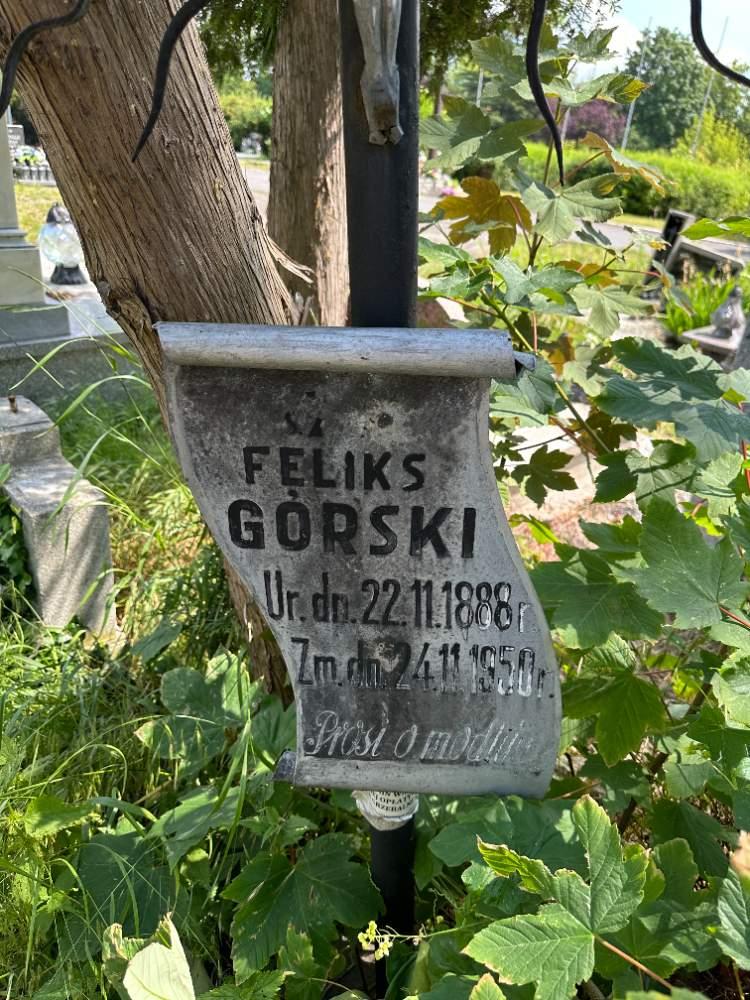 FELIKS
GÓRSKI
Ur. dn. 22.11.1888 r.
Zm. dn. 24.11.1950 r.
Prosi o modlitwę